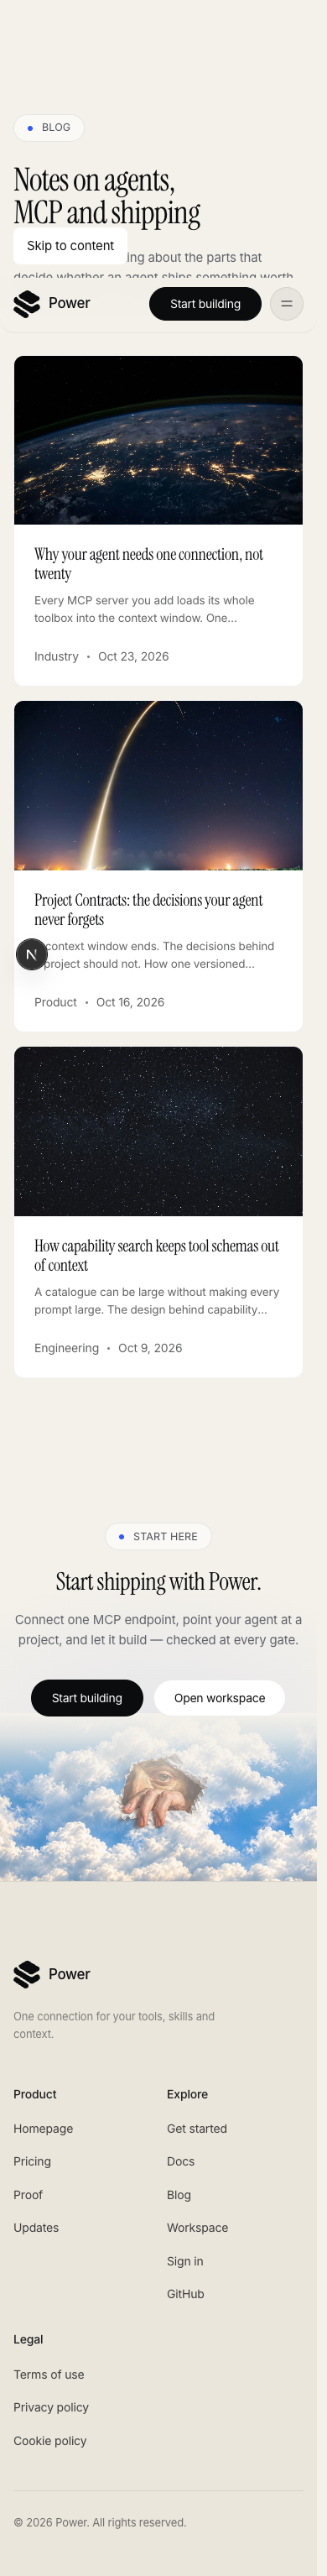 BLOG
Notes on agents,
MCP and shipping
Skip to content
ing about the parts that
decide whether an agent ships something worth
Power
Start building
Why your agent needs one connection, not
twenty
Every MCP server you add loads its whole
toolbox into the context window. One...
Industry • Oct 23, 2026
Project Contracts: the decisions your agent
never forgets
context window ends. The decisions behind
project should not. How one versioned...
Product • Oct 16, 2026
How capability search keeps tool schemas out
of context
A catalogue can be large without making every
prompt large. The design behind capability...
Engineering • Oct 9, 2026
START HERE
Start shipping with Power.
Connect one MCP endpoint, point your agent at a
project, and let it build — checked at every gate.
Start building
Open workspace
Power
One connection for your tools, skills and
context.
Product
Homepage
Pricing
Proof
Updates
Explore
Get started
Docs
Blog
Workspace
Sign in
GitHub
Legal
Terms of use
Privacy policy
Cookie policy
© 2026 Power. All rights reserved.